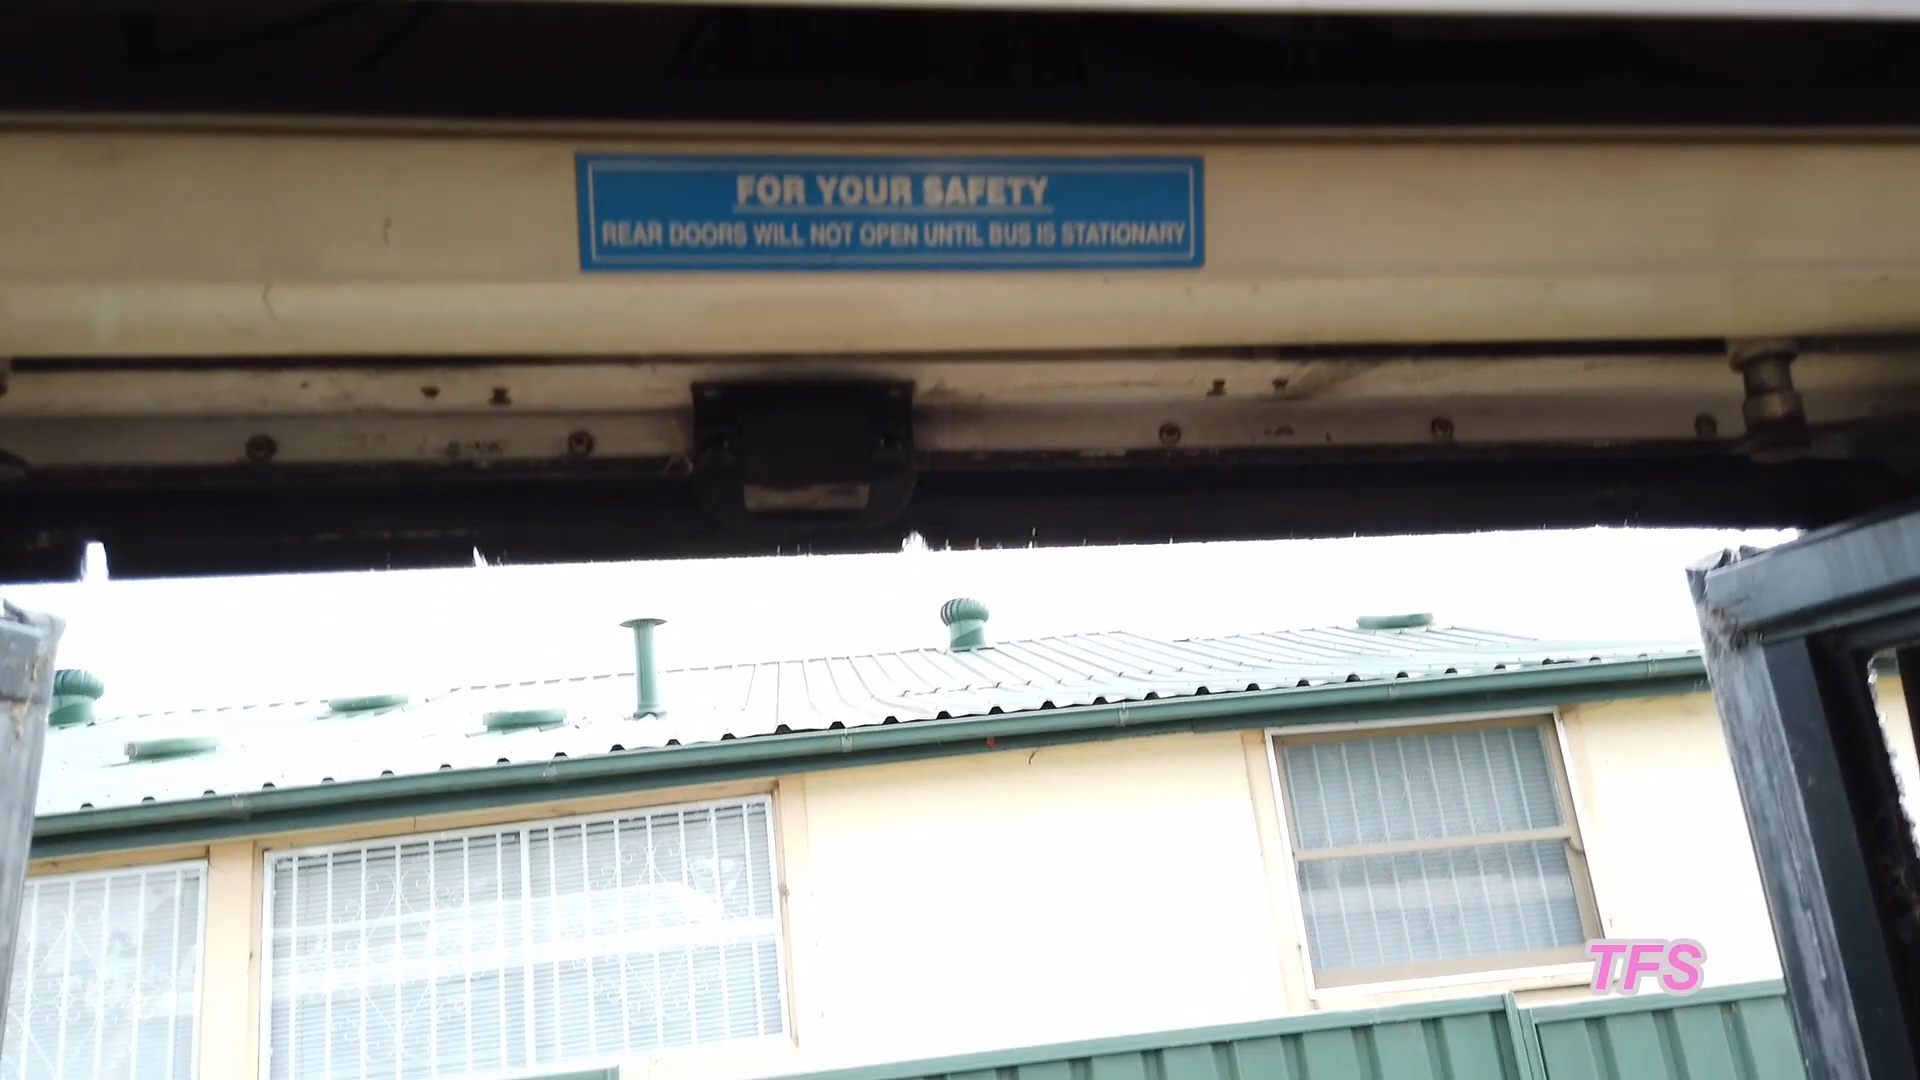 FOR YOUR SAFETY
REAR DOORS WILL NOT OPEN UNTIL BUS IS STATIONARY
TFS